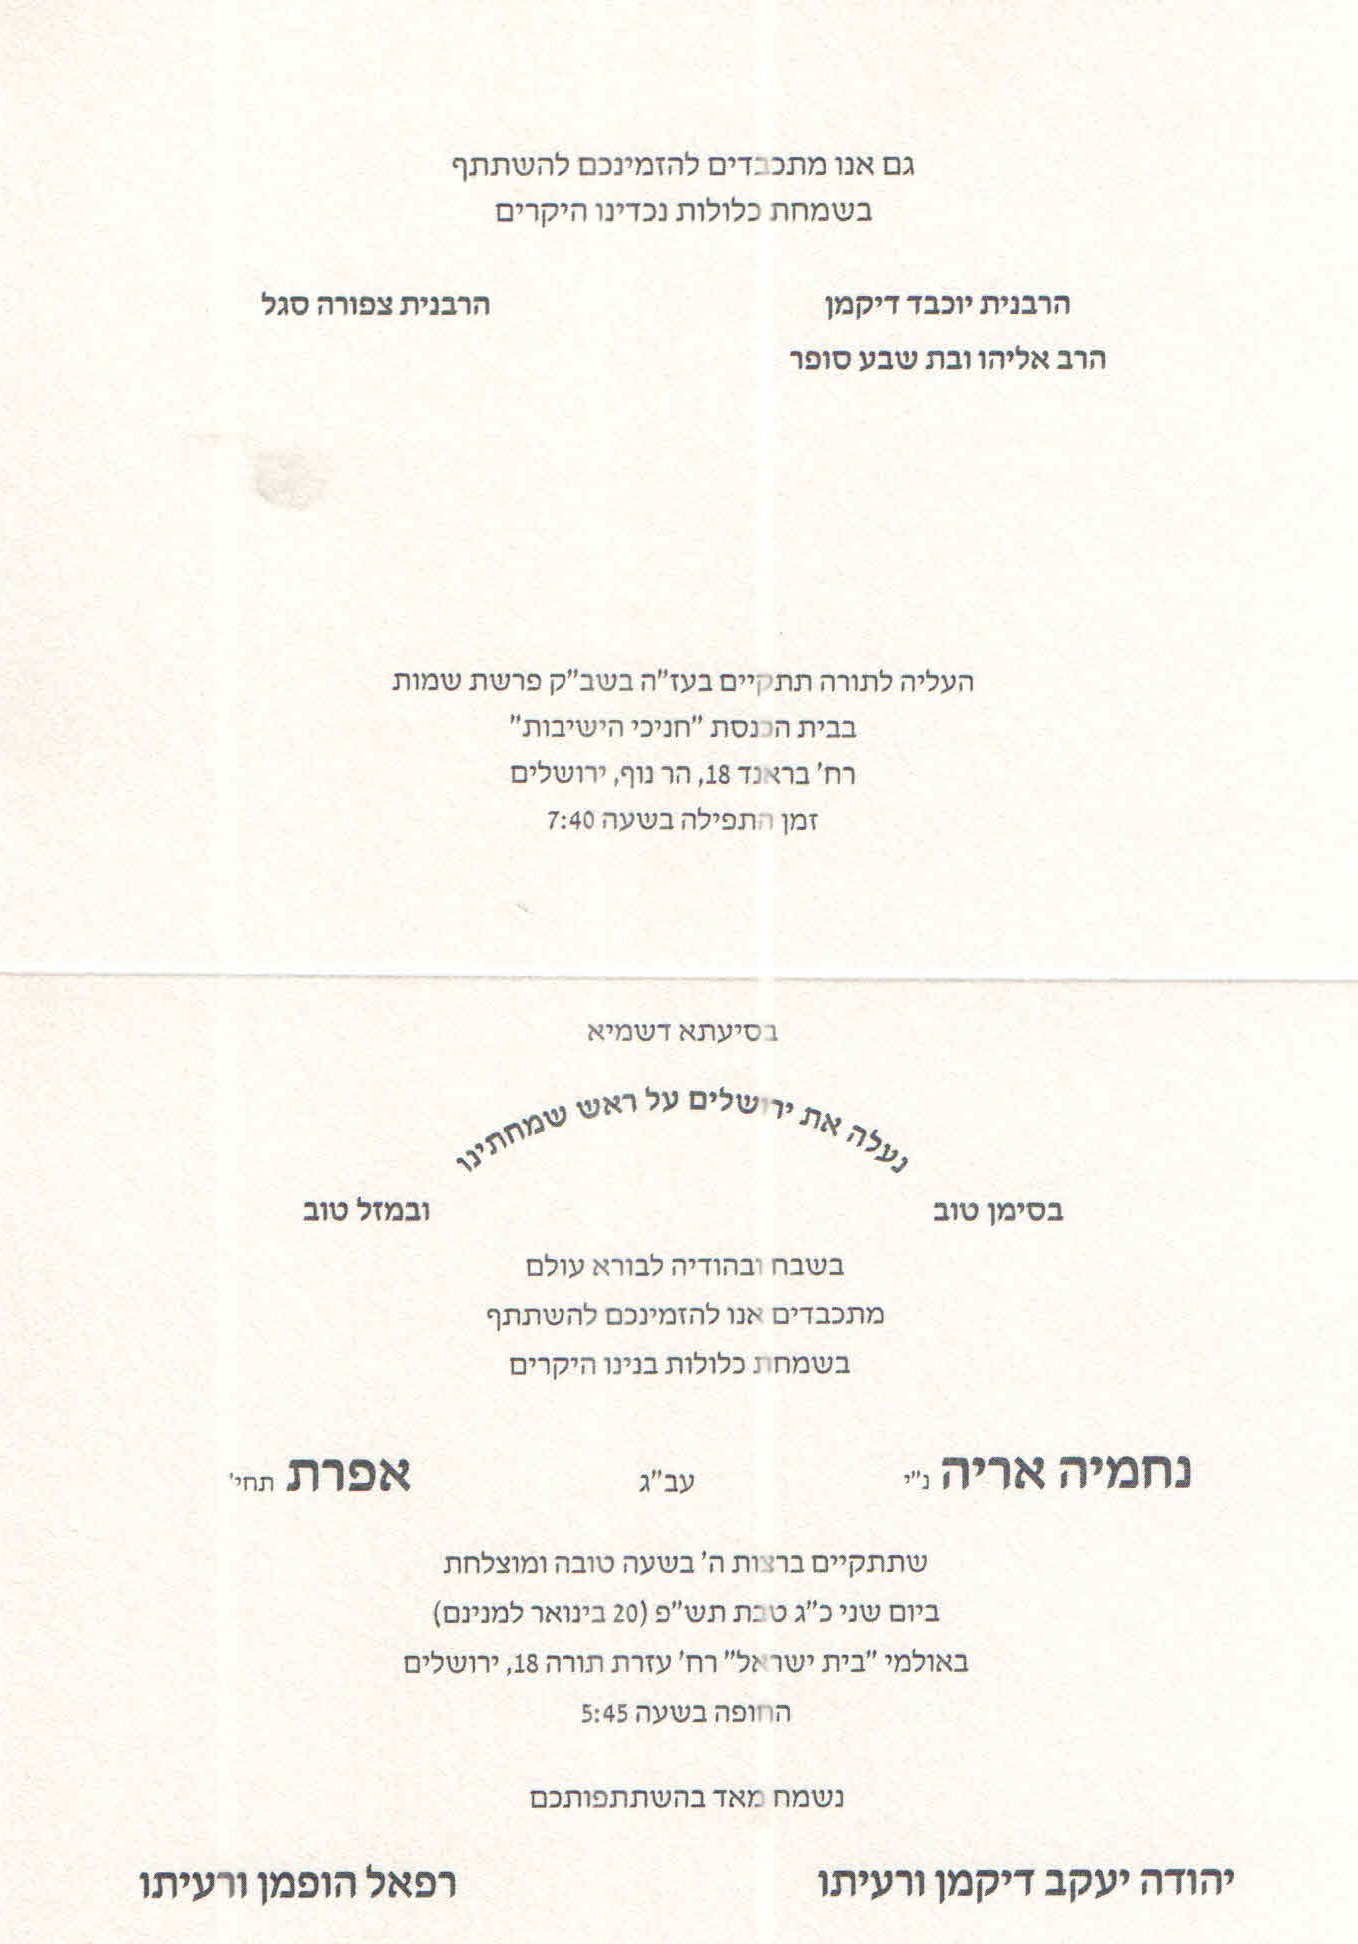 גם אנו מתכבדים להזמינכם להשתתף
בשמחת כלולות נכדינו היקרים
הרבנית יוכבד דיקמן
הרבנית צפורה סגל
הרב אליהו ובת שבע סופר
העליה לתורה תתקיים בעז"ה בשב"ק פרשת שמות
בבית הכנסת "חניכי הישיבות"
רח' בראנד 18, הר נוף, ירושלים
זמן התפילה בשעה 7:40
בסיעתא דשמיא
נעלה את ירושלים על ראש שמחתינו
בסימן טוב
ובמזל טוב
בשבח ובהודיה לבורא עולם
מתכבדים אנו להזמינכם להשתתף
בשמחת כלולות בנינו היקרים
נחמיה אריה נ"י
עב"ג
אפרת תחי'
שתתקיים ברצות ה' בשעה טובה ומוצלחת
ביום שני כ"ג טבת תש"פ (20 בינואר למנינם)
באולמי "בית ישראל" רח' עזרת תורה 18, ירושלים
החופה בשעה 5:45
נשמח מאד בהשתתפותכם
יהודה יעקב דיקמן ורעיתו
רפאל הופמן ורעיתו